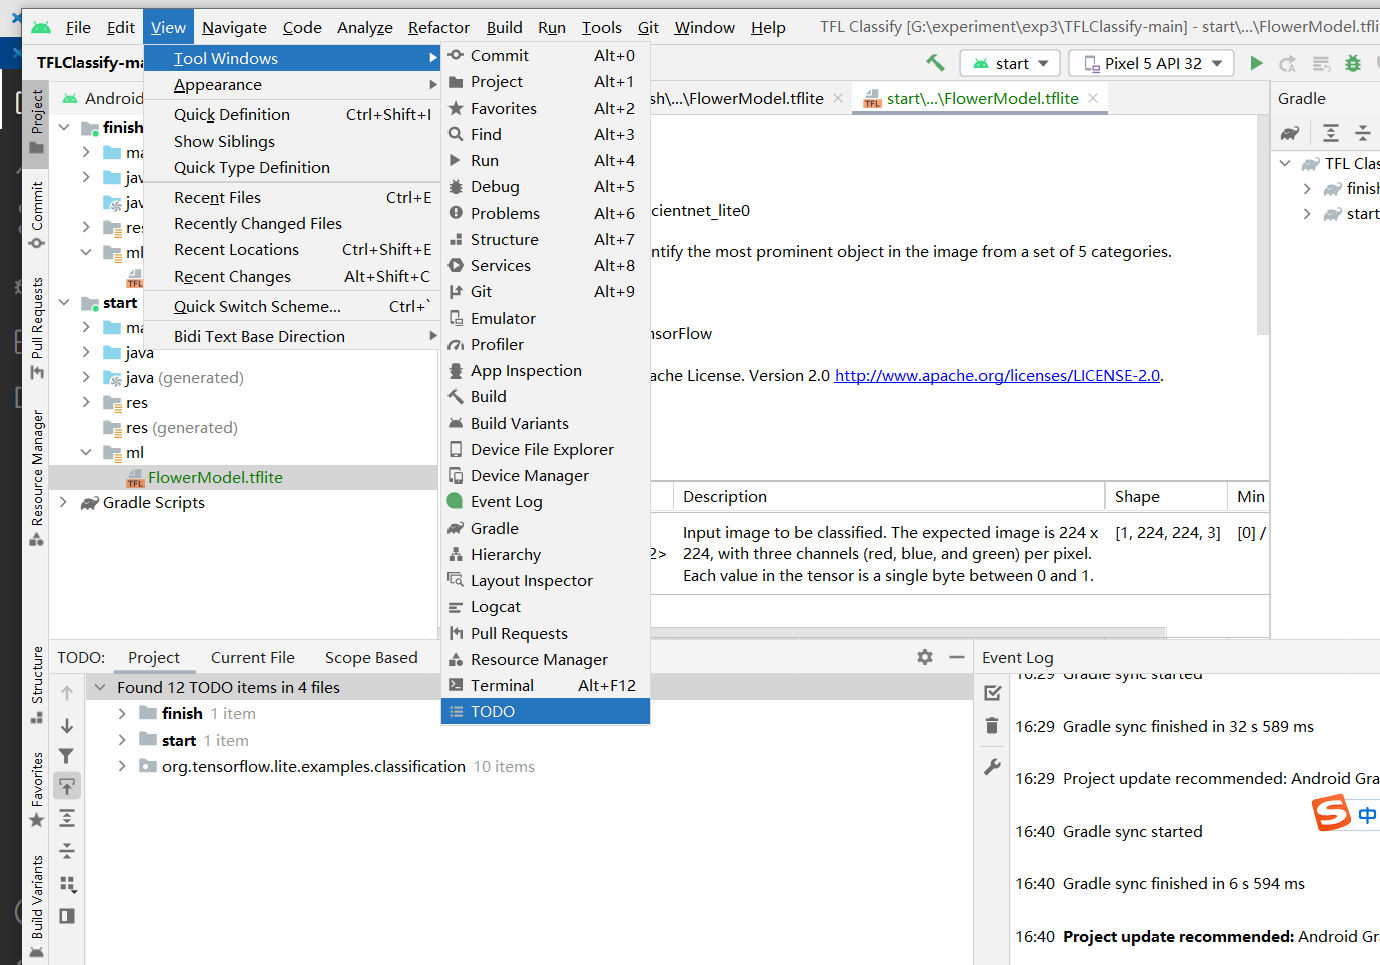 File Edit View Navigate Code Analyze Refactor Build Run Tools Git Window Help TFL Classify [G:\experiment\exp3\TFLClassify-main] - start\...\FlowerModel.tfli
TFLClassify-ma
start
Pixel 5 API 32
Android
sh\...\FlowerModel.tflite
start\...\FlowerModel.tflite
Gradle
Tool Windows
Appearance
Quick Definition Ctrl+Shift+I
Show Siblings
Quick Type Definition
Recent Files Ctrl+E
Recently Changed Files
Recent Locations Ctrl+Shift+E
Recent Changes Alt+Shift+C
Quick Switch Scheme... Ctrl+`
Bidi Text Base Direction
Commit Alt+0
Project Alt+1
Favorites Alt+2
Find Alt+3
Run Alt+4
Debug Alt+5
Problems Alt+6
Structure Alt+7
Services Alt+8
Git Alt+9
Emulator
Profiler
App Inspection
Build
Build Variants
Device File Explorer
Device Manager
Event Log
Gradle
Hierarchy
Layout Inspector
Logcat
Pull Requests
Resource Manager
Terminal Alt+F12
TODO
Project
Commit
Pull Requests
Resource Manager
Structure
Favorites
Build Variants
finish
ma
jav
jav
res
ml
TFL
start
ma
java
java (generated)
res
res (generated)
ml
FlowerModel.tflite
Gradle Scripts
cientnet_lite0
ntify the most prominent object in the image from a set of 5 categories.
nsorFlow
ache License. Version 2.0 http://www.apache.org/licenses/LICENSE-2.0.
Description Shape Min
2>
Input image to be classified. The expected image is 224 x
224, with three channels (red, blue, and green) per pixel.
Each value in the tensor is a single byte between 0 and 1.
[1, 224, 224, 3] [0] /
TFL Clas
finish
start
TODO: Project Current File Scope Based
Found 12 TODO items in 4 files
finish 1 item
start 1 item
org.tensorflow.lite.examples.classification 10 items
Event Log
16:29 Gradle sync started
16:29 Gradle sync finished in 32 s 589 ms
16:29 Project update recommended: Android Gra
16:40 Gradle sync started
16:40 Gradle sync finished in 6 s 594 ms
16:40 Project update recommended: Android Gr
中